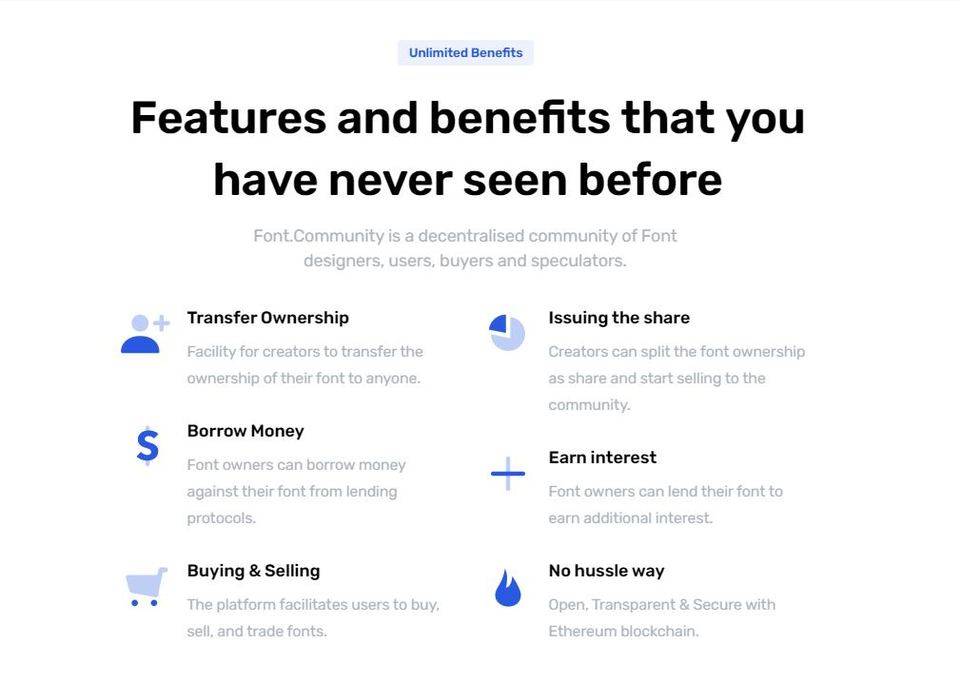 Unlimited Benefits
Features and benefits that you
have never seen before
Font.Community is a decentralised community of Font
designers, users, buyers and speculators.
Transfer Ownership
Facility for creators to transfer the
ownership of their font to anyone.
Borrow Money
Font owners can borrow money
against their font from lending
protocols.
Buying & Selling
The platform facilitates users to buy,
sell, and trade fonts.
Issuing the share
Creators can split the font ownership
as share and start selling to the
community.
Earn interest
Font owners can lend their font to
earn additional interest.
No hussle way
Open, Transparent & Secure with
Ethereum blockchain.